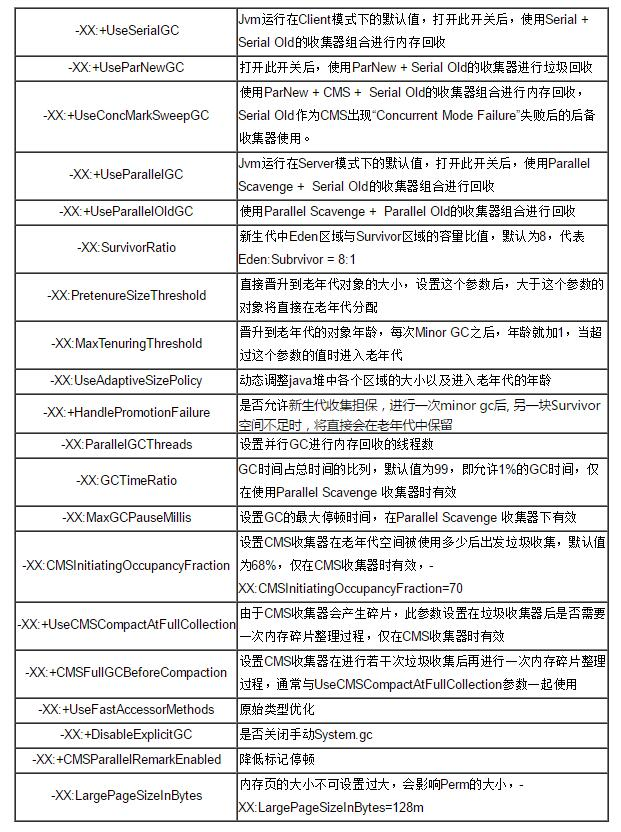 -XX:+UseSerialGC
Jvm运行在Client模式下的默认值，打开此开关后，使用Serial +
Serial Old的收集器组合进行内存回收
-XX:+UseParNewGC
打开此开关后，使用ParNew + Serial Old的收集器进行垃圾回收
-XX:+UseConcMarkSweepGC
使用ParNew + CMS + Serial Old的收集器组合进行内存回收，
Serial Old作为CMS出现“Concurrent Mode Failure”失败后的后备
收集器使用。
-XX:+UseParallelGC
Jvm运行在Server模式下的默认值，打开此开关后，使用Parallel
Scavenge + Serial Old的收集器组合进行回收
-XX:+UseParallelOldGC
使用Parallel Scavenge + Parallel Old的收集器组合进行回收
-XX:SurvivorRatio
新生代中Eden区域与Survivor区域的容量比值，默认为8，代表
Eden:Subrvivor = 8:1
-XX:PretenureSizeThreshold
直接晋升到老年代对象的大小，设置这个参数后，大于这个参数的
对象将直接在老年代分配
-XX:MaxTenuringThreshold
晋升到老年代的对象年龄，每次Minor GC之后，年龄就加1，当超
过这个参数的值时进入老年代
-XX:UseAdaptiveSizePolicy
动态调整java堆中各个区域的大小以及进入老年代的年龄
-XX:+HandlePromotionFailure
是否允许新生代收集担保，进行一次minor gc后, 另一块Survivor
空间不足时，将直接会在老年代中保留
-XX:ParallelGCThreads
设置并行GC进行内存回收的线程数
-XX:GCTimeRatio
GC时间占总时间的比列，默认值为99，即允许1%的GC时间，仅
在使用Parallel Scavenge 收集器时有效
-XX:MaxGCPauseMillis
设置GC的最大停顿时间，在Parallel Scavenge 收集器下有效
-XX:CMSInitiatingOccupancyFraction
设置CMS收集器在老年代空间被使用多少后出发垃圾收集，默认值
为68%，仅在CMS收集器时有效，-
XX:CMSInitiatingOccupancyFraction=70
-XX:+UseCMSCompactAtFullCollection
由于CMS收集器会产生碎片，此参数设置在垃圾收集器后是否需要
一次内存碎片整理过程，仅在CMS收集器时有效
-XX:+CMSFullGCBeforeCompaction
设置CMS收集器在进行若干次垃圾收集后再进行一次内存碎片整理
过程，通常与UseCMSCompactAtFullCollection参数一起使用
-XX:+UseFastAccessorMethods
原始类型优化
-XX:+DisableExplicitGC
是否关闭手动System.gc
-XX:+CMSParallelRemarkEnabled
降低标记停顿
-XX:LargePageSizeInBytes
内存页的大小不可设置过大，会影响Perm的大小，-
XX:LargePageSizeInBytes=128m